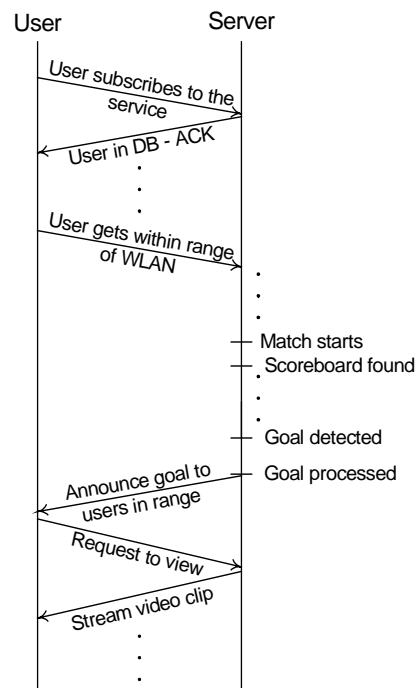 User
Server
User subscribes to the
service
User in DB - ACK
User gets within range
of WLAN
Match starts
Scoreboard found
Goal detected
Goal processed
Announce goal to
users in range
Request to view
Stream video clip